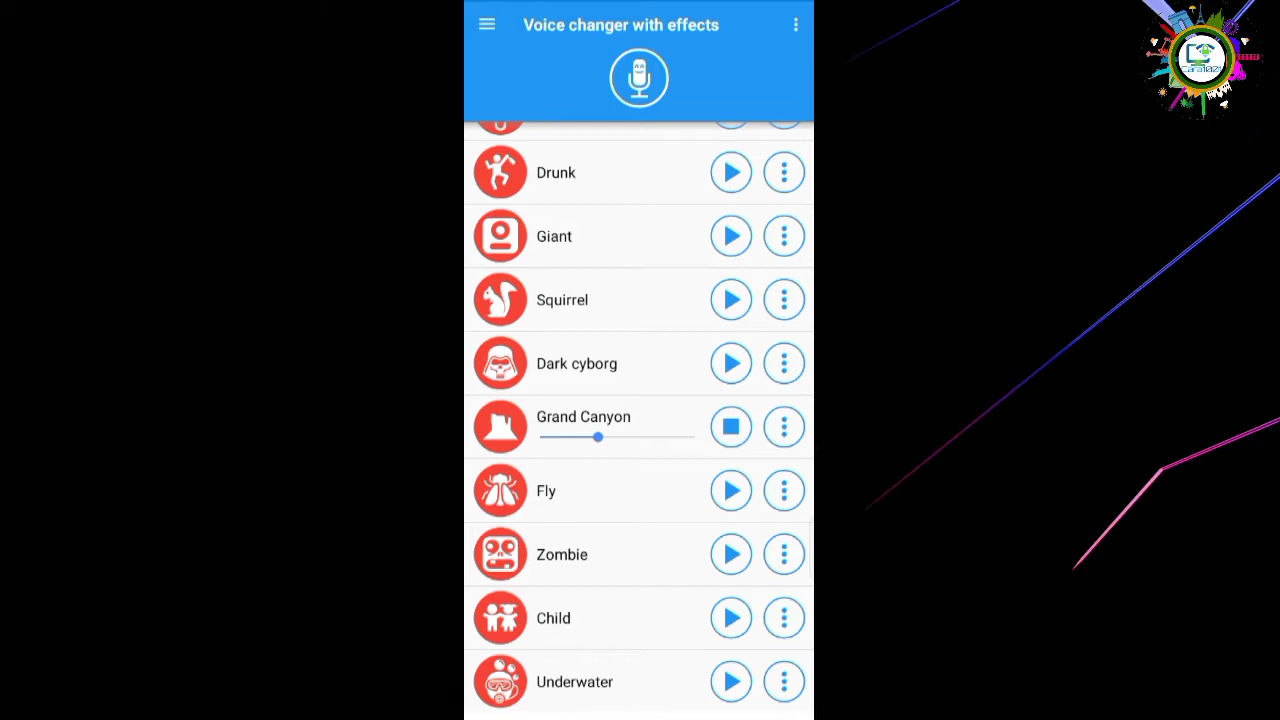 Voice changer with effects
Drunk
Giant
Squirrel
Dark cyborg
Grand Canyon
Fly
Zombie
Child
Underwater